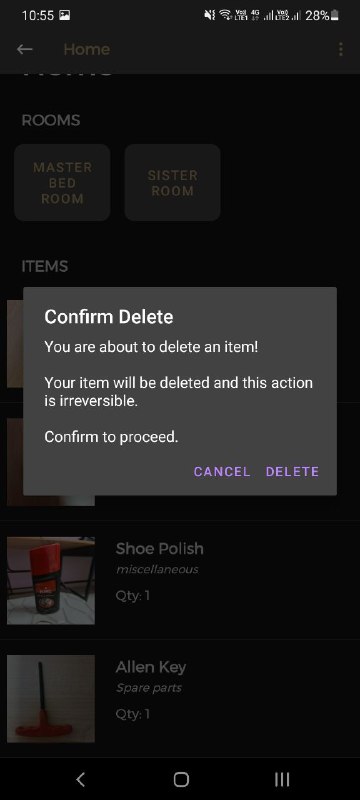 10:55
28%
Home
ROOMS
MASTER
BED
ROOM
SISTER
ROOM
ITEMS
Confirm Delete
You are about to delete an item!
Your item will be deleted and this action
is irreversible.
Confirm to proceed.
CANCEL DELETE
Shoe Polish
miscellaneous
Qty: 1
Allen Key
Spare parts
Qty: 1